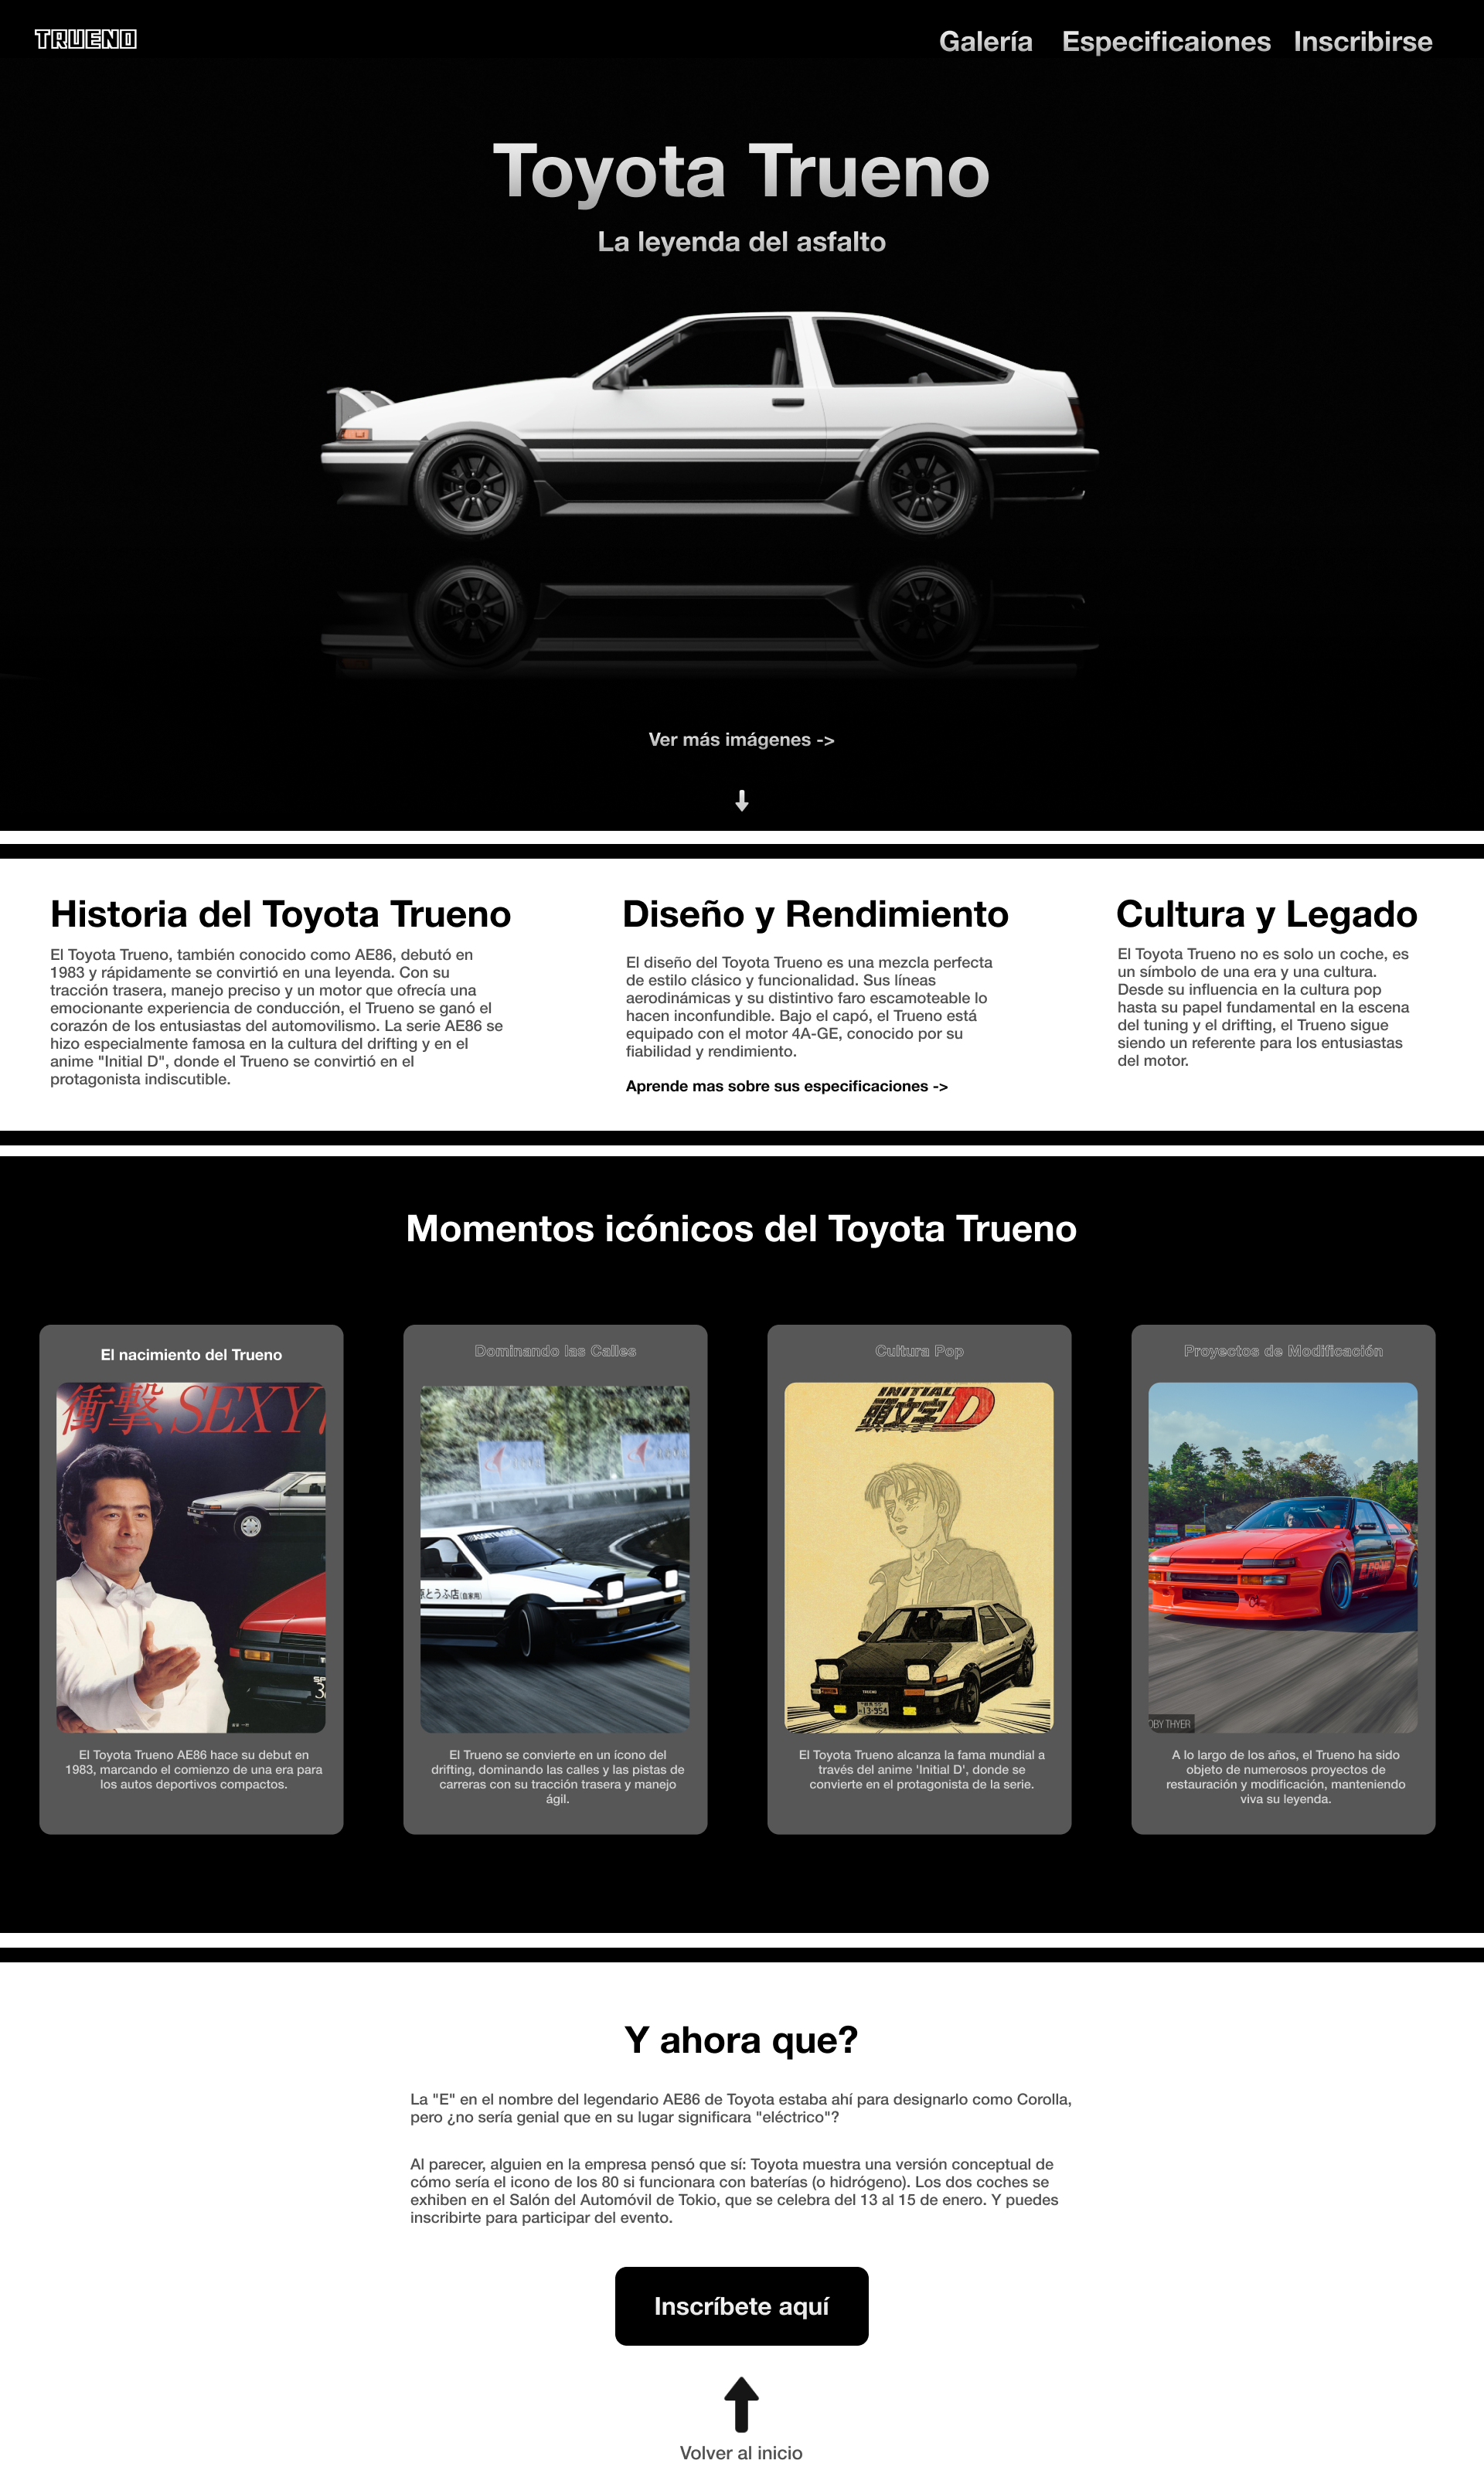 TRUENO
Galería Especificaiones Inscribirse
Toyota Trueno
La leyenda del asfalto
Ver más imágenes ->
Historia del Toyota Trueno
El Toyota Trueno, también conocido como AE86, debutó en
1983 y rápidamente se convirtió en una leyenda. Con su
tracción trasera, manejo preciso y un motor que ofrecía una
emocionante experiencia de conducción, el Trueno se ganó el
corazón de los entusiastas del automovilismo. La serie AE86 se
hizo especialmente famosa en la cultura del drifting y en el
anime "Initial D", donde el Trueno se convirtió en el
protagonista indiscutible.
Diseño y Rendimiento
El diseño del Toyota Trueno es una mezcla perfecta
de estilo clásico y funcionalidad. Sus líneas
aerodinámicas y su distintivo faro escamoteable lo
hacen inconfundible. Bajo el capó, el Trueno está
equipado con el motor 4A-GE, conocido por su
fiabilidad y rendimiento.
Aprende mas sobre sus especificaciones ->
Cultura y Legado
El Toyota Trueno no es solo un coche, es
un símbolo de una era y una cultura.
Desde su influencia en la cultura pop
hasta su papel fundamental en la escena
del tuning y el drifting, el Trueno sigue
siendo un referente para los entusiastas
del motor.
Momentos icónicos del Toyota Trueno
El nacimiento del Trueno
衝撃、SEXY
El Toyota Trueno AE86 hace su debut en
1983, marcando el comienzo de una era para
los autos deportivos compactos.
Dominando las Calles
とうふ店(自家用)
El Trueno se convierte en un ícono del
drifting, dominando las calles y las pistas de
carreras con su tracción trasera y manejo
ágil.
Cultura Pop
INITIAL
頭文字D
13-954
El Toyota Trueno alcanza la fama mundial a
través del anime 'Initial D', donde se
convierte en el protagonista de la serie.
Proyectos de Modificación
OBY THYER
A lo largo de los años, el Trueno ha sido
objeto de numerosos proyectos de
restauración y modificación, manteniendo
viva su leyenda.
Y ahora que?
La "E" en el nombre del legendario AE86 de Toyota estaba ahí para designarlo como Corolla,
pero ¿no sería genial que en su lugar significara "eléctrico"?
Al parecer, alguien en la empresa pensó que sí: Toyota muestra una versión conceptual de
cómo sería el icono de los 80 si funcionara con baterías (o hidrógeno). Los dos coches se
exhiben en el Salón del Automóvil de Tokio, que se celebra del 13 al 15 de enero. Y puedes
inscribirte para participar del evento.
Inscríbete aquí
Volver al inicio